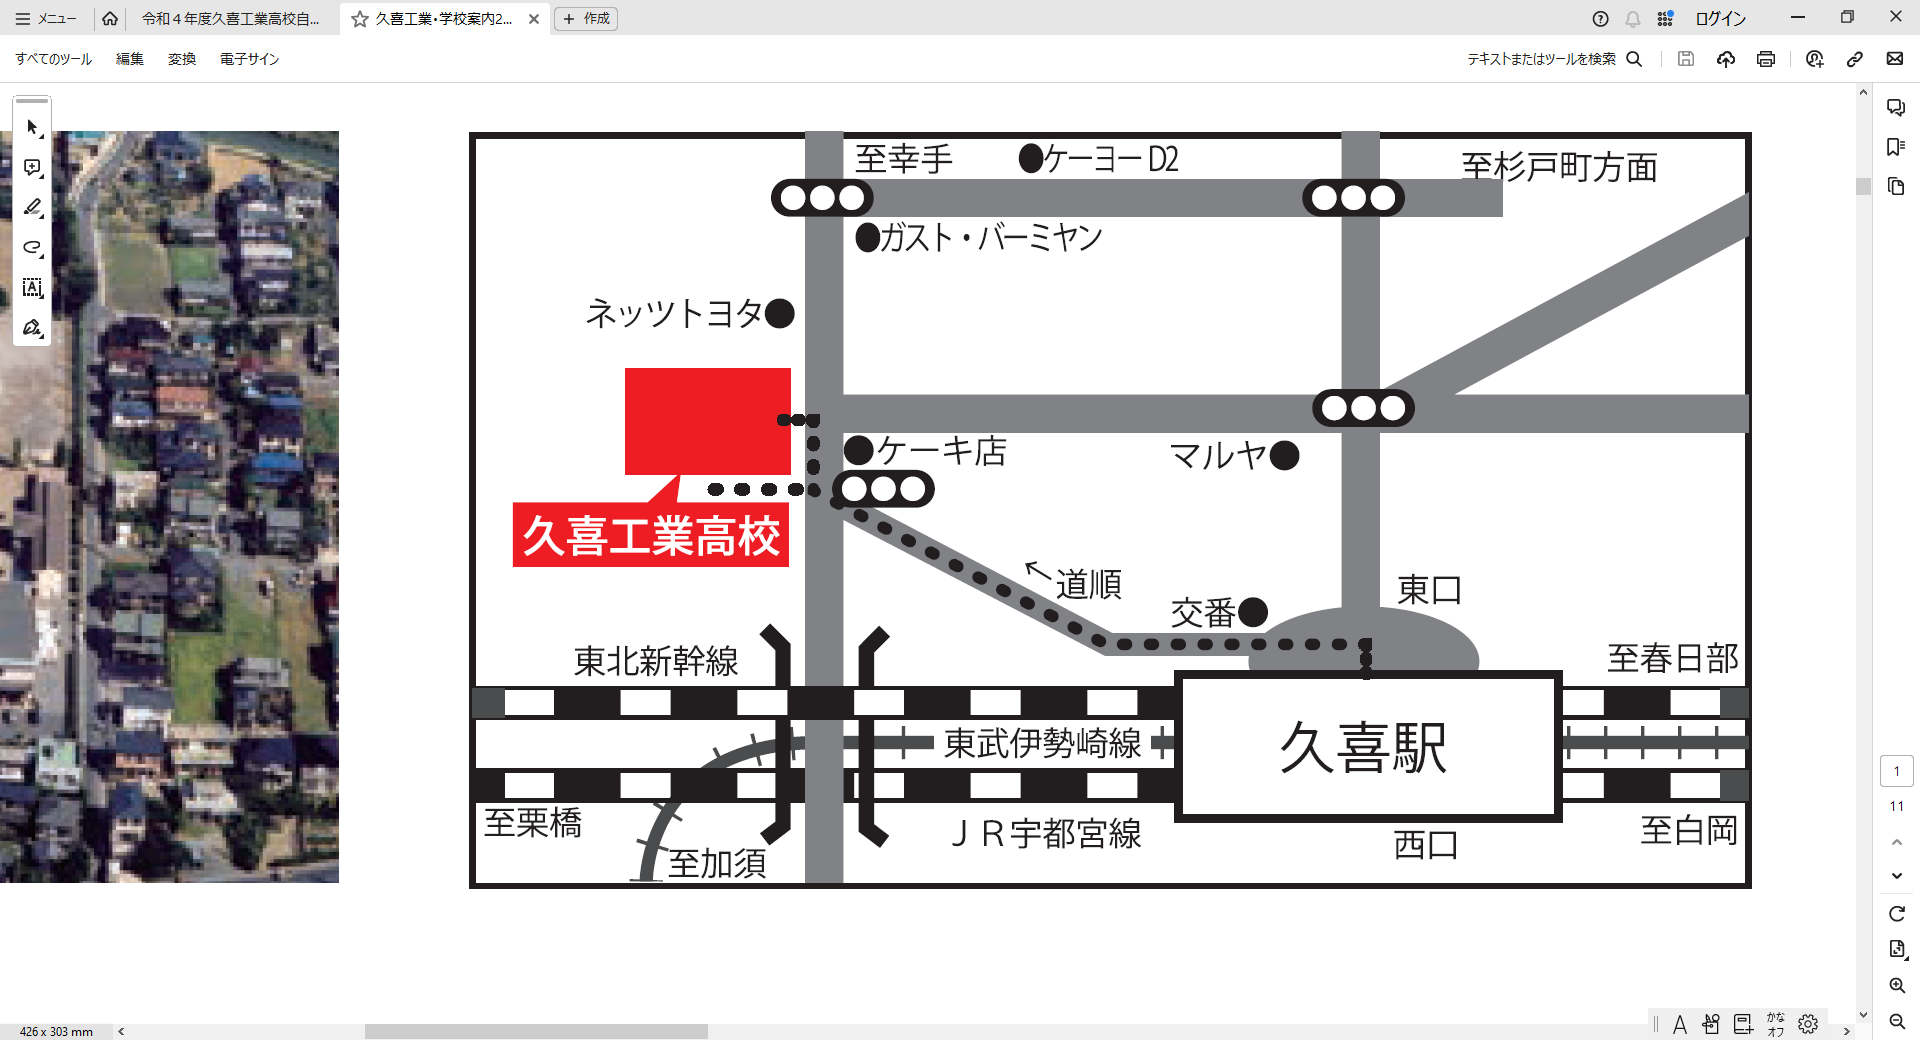 メニュー
令和４年度久喜工業高校自...
久喜工業・学校案内2...
作成
ログイン
すべてのツール
編集
変換
電子サイン
テキストまたはツールを検索
至幸手
ケーヨーD2
至杉戸町方面
ガスト・バーミヤン
ネッツトヨタ
ケーキ店
マルヤ
久喜工業高校
道順
交番
東口
東北新幹線
至春日部
東武伊勢崎線
久喜駅
至栗橋
ＪＲ宇都宮線
西口
至白岡
至加須
1
11
426 x 303 mm
A
かな
オフ